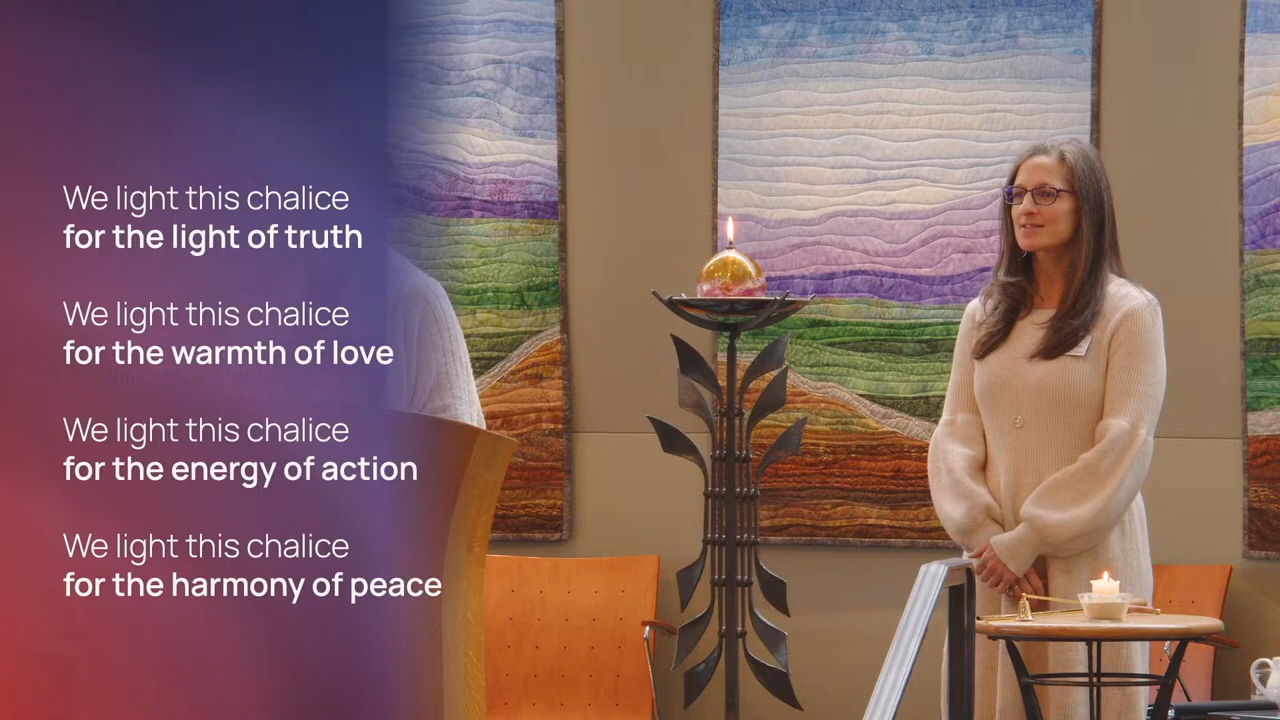 We light this chalice
for the light of truth
We light this chalice
for the warmth of love
We light this chalice
for the energy of action
We light this chalice
for the harmony of peace